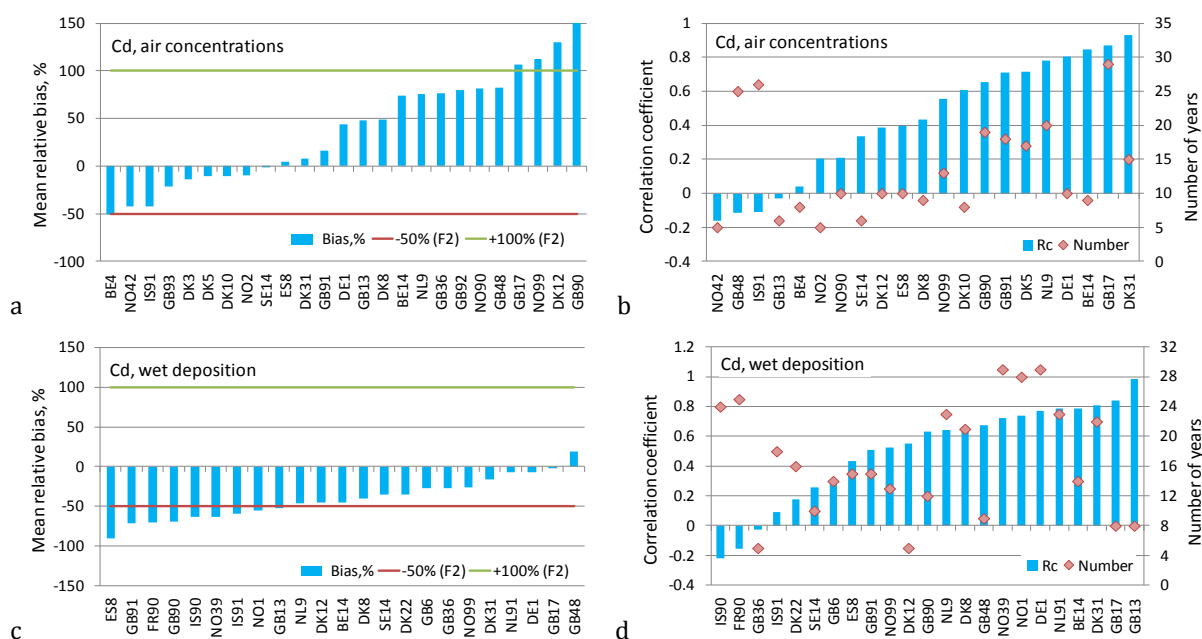 Cd, air concentrations
Mean relative bias, %
150
100
50
0
-50
-100
Bias,% -50% (F2) +100% (F2)
BE4 NO42 IS91 GB93 DK3 DK5 DK10 NO2 SE14 ES8 DK31 GB91 DE1 GB13 DK8 BE14 NL9 GB36 GB92 NO90 GB48 GB17 NO99 DK12 GB90
a
Cd, air concentrations
Correlation coefficient
1
0.8
0.6
0.4
0.2
0
-0.2
-0.4
Number of years
35
30
25
20
15
10
5
0
Rc Number
NO42 GB48 IS91 GB13 BE4 NO2 NO90 SE14 DK12 ES8 DK8 NO99 DK10 GB90 GB91 DK5 NL9 DE1 BE14 GB17 DK31
b
Cd, wet deposition
Mean relative bias, %
150
100
50
0
-50
-100
-150
Bias,% -50% (F2) +100% (F2)
ES8 GB91 FR90 GB90 IS90 NO39 IS91 NO1 GB13 NL9 DK12 BE14 DK8 SE14 DK22 GB6 GB36 NO99 DK31 NL91 DE1 GB17 GB48
c
Cd, wet deposition
Correlation coefficient
1.2
1
0.8
0.6
0.4
0.2
0
-0.2
-0.4
Number of years
32
28
24
20
16
12
8
4
0
Rc Number
IS90 FR90 GB36 IS91 DK22 SE14 GB6 ES8 GB91 NO99 DK12 GB90 NL9 DK8 GB48 NO39 NO1 DE1 NL91 BE14 DK31 GB17 GB13
d